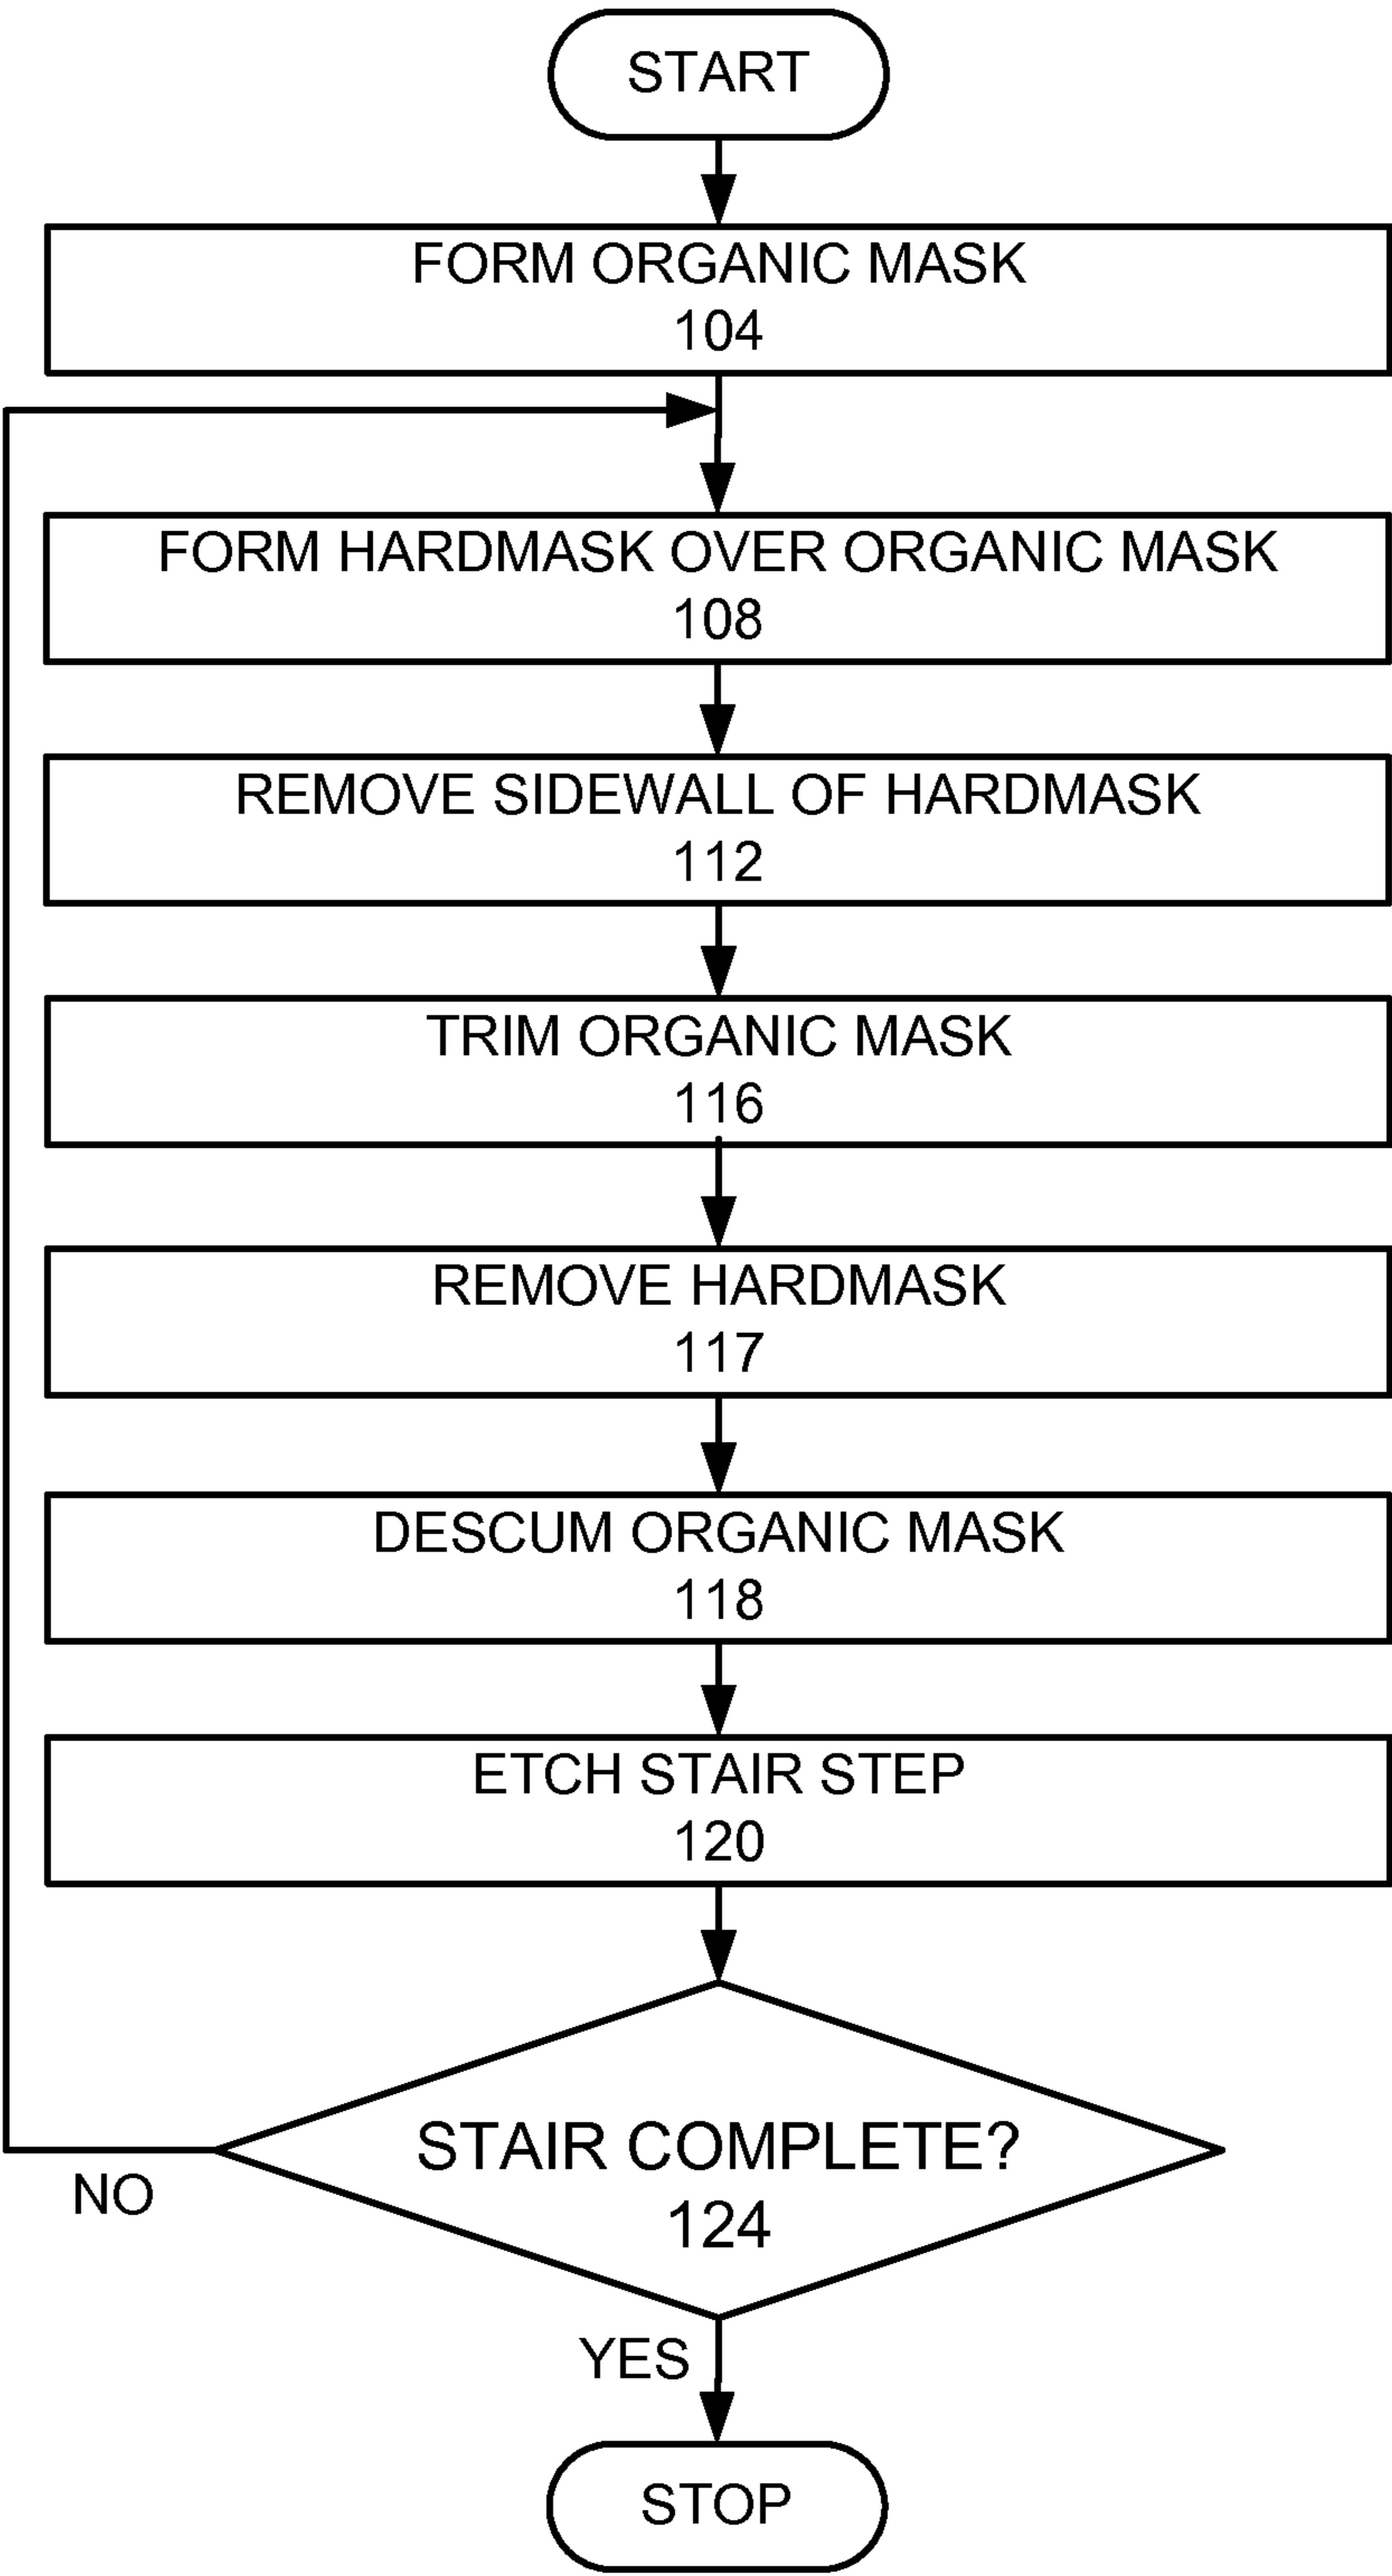 START
FORM ORGANIC MASK
104
FORM HARDMASK OVER ORGANIC MASK
108
REMOVE SIDEWALL OF HARDMASK
112
TRIM ORGANIC MASK
116
REMOVE HARDMASK
117
DESCUM ORGANIC MASK
118
ETCH STAIR STEP
120
STAIR COMPLETE?
124
NO
YES
STOP